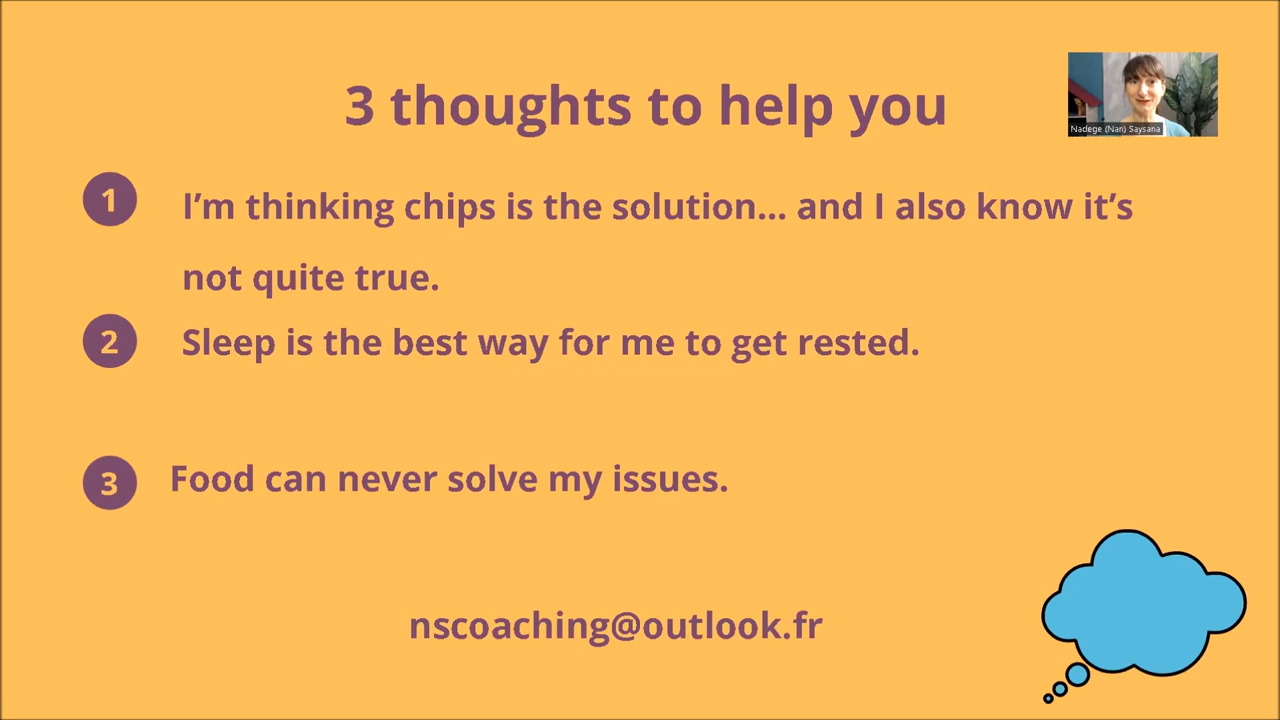 3 thoughts to help you
Nadege (Nan) Saysana
1 I’m thinking chips is the solution... and I also know it’s
not quite true.
2 Sleep is the best way for me to get rested.
3 Food can never solve my issues.
nscoaching@outlook.fr